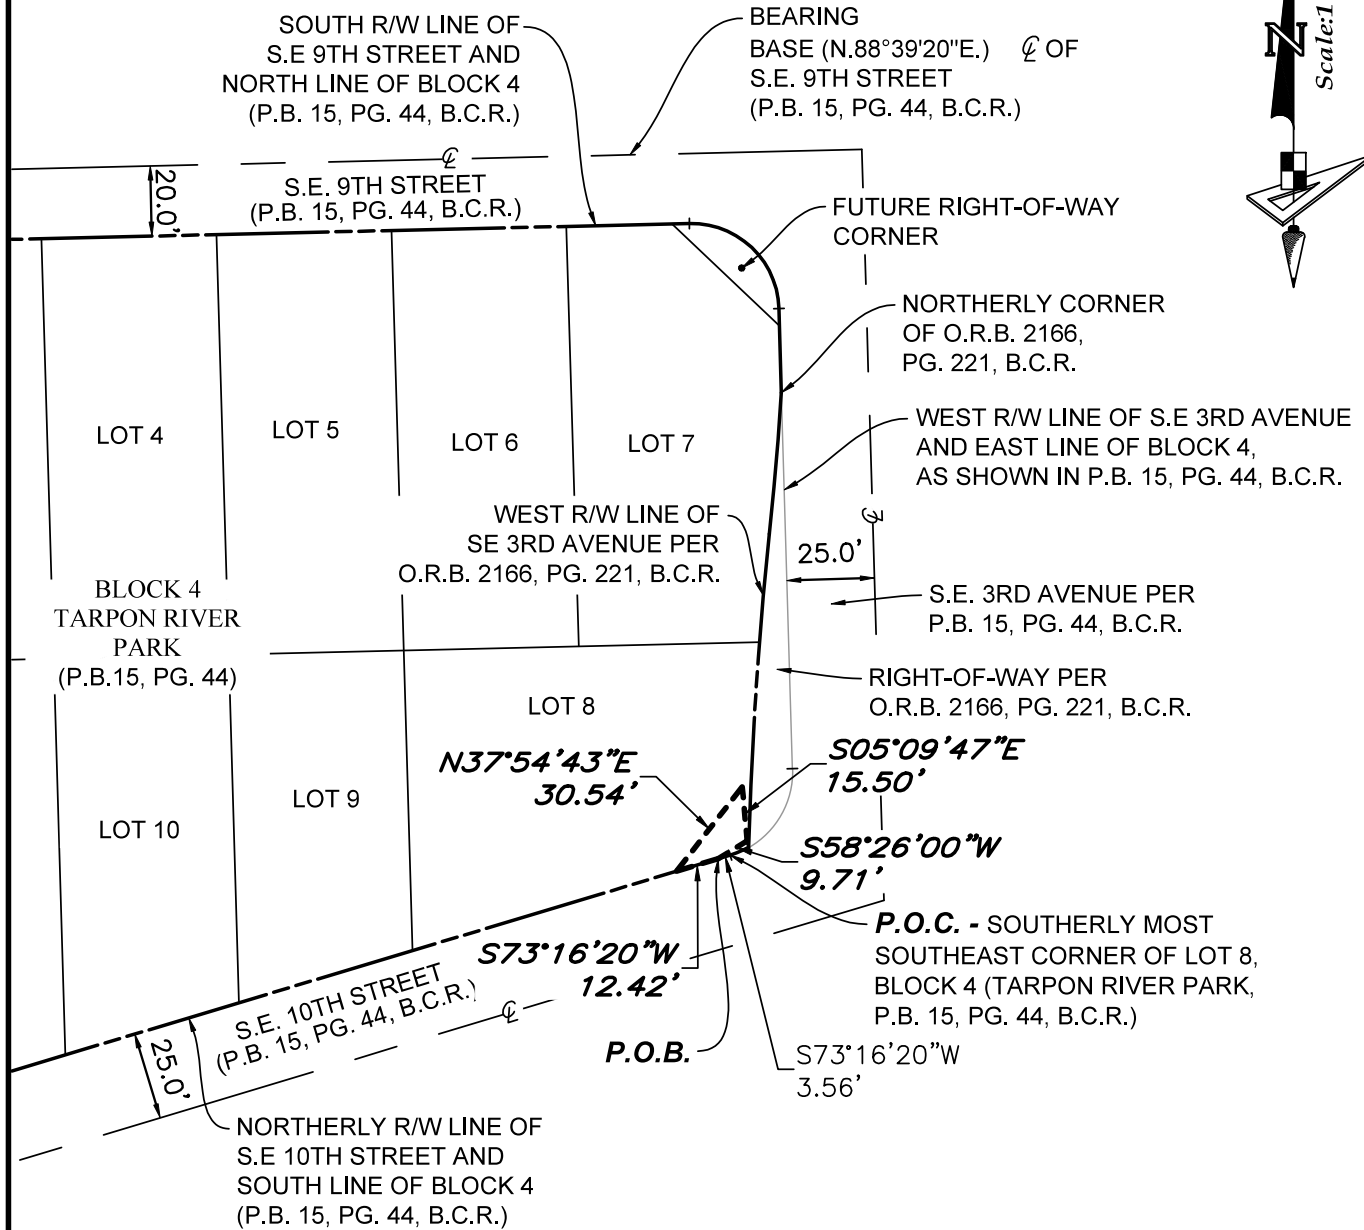 SOUTH R/W LINE OF
S.E 9TH STREET AND
NORTH LINE OF BLOCK 4
(P.B. 15, PG. 44, B.C.R.)
BEARING
BASE (N.88°39'20"E.) ℄ OF
S.E. 9TH STREET
(P.B. 15, PG. 44, B.C.R.)
N
Scale:1
℄
20.0'
S.E. 9TH STREET
(P.B. 15, PG. 44, B.C.R.)
FUTURE RIGHT-OF-WAY
CORNER
NORTHERLY CORNER
OF O.R.B. 2166,
PG. 221, B.C.R.
LOT 4
LOT 5
LOT 6
LOT 7
WEST R/W LINE OF S.E 3RD AVENUE
AND EAST LINE OF BLOCK 4,
AS SHOWN IN P.B. 15, PG. 44, B.C.R.
℄
WEST R/W LINE OF
SE 3RD AVENUE PER
O.R.B. 2166, PG. 221, B.C.R.
25.0'
BLOCK 4
TARPON RIVER
PARK
(P.B.15, PG. 44)
S.E. 3RD AVENUE PER
P.B. 15, PG. 44, B.C.R.
RIGHT-OF-WAY PER
O.R.B. 2166, PG. 221, B.C.R.
LOT 8
N37°54'43"E
30.54'
S05°09'47"E
15.50'
LOT 9
LOT 10
S58°26'00"W
9.71'
P.O.C. - SOUTHERLY MOST
SOUTHEAST CORNER OF LOT 8,
BLOCK 4 (TARPON RIVER PARK,
P.B. 15, PG. 44, B.C.R.)
S73°16'20"W
12.42'
S.E. 10TH STREET
(P.B. 15, PG. 44, B.C.R.)
℄
25.0'
P.O.B.
S73°16'20"W
3.56'
NORTHERLY R/W LINE OF
S.E 10TH STREET AND
SOUTH LINE OF BLOCK 4
(P.B. 15, PG. 44, B.C.R.)